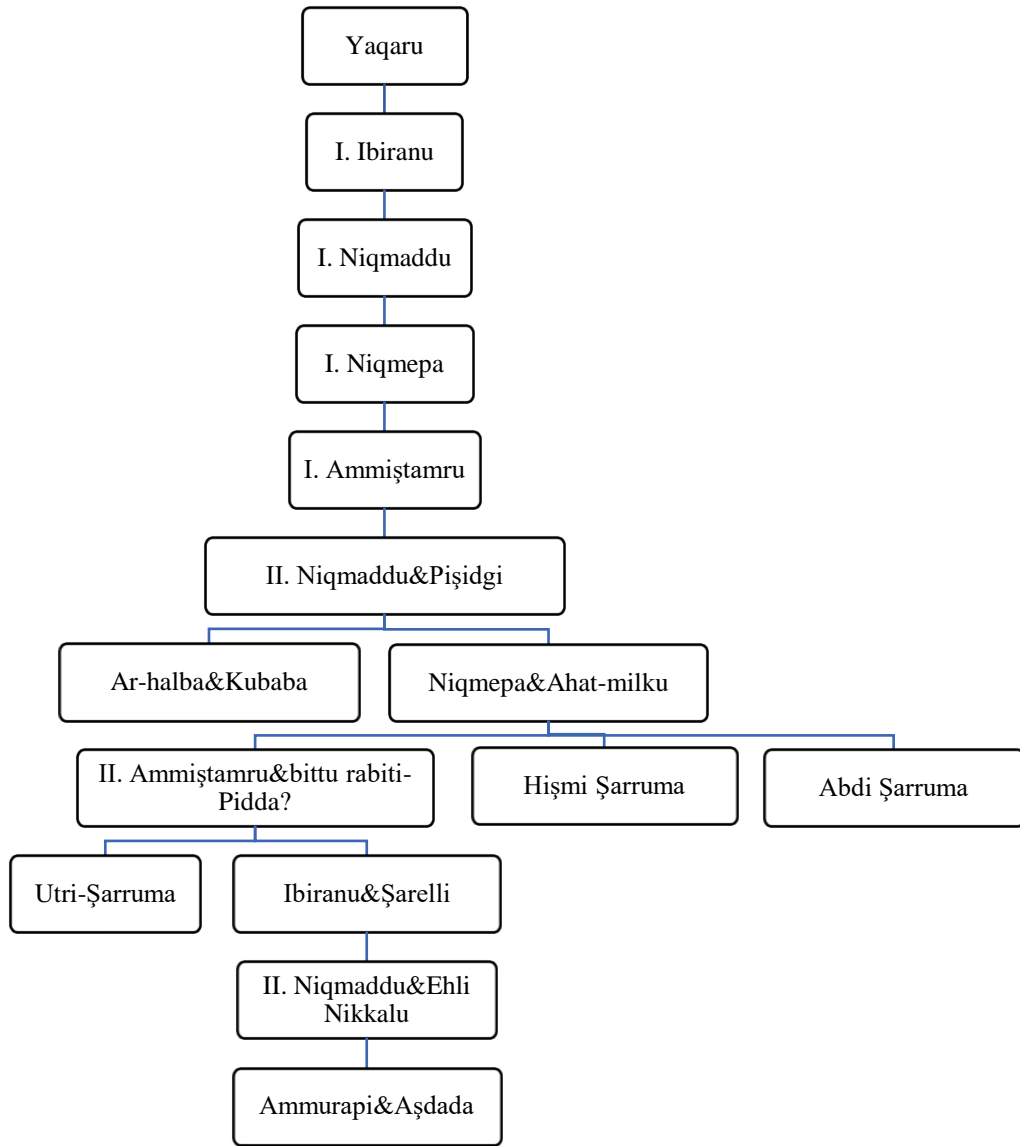 Yaqaru
I. Ibiranu
I. Niqmaddu
I. Niqmepa
I. Ammiştamru
II. Niqmaddu&Pişidgi
Ar-halba&Kubaba
Niqmepa&Ahat-milku
II. Ammiştamru&bittu rabiti-
Pidda?
Hişmi Şarruma
Abdi Şarruma
Utri-Şarruma
Ibiranu&Şarelli
II. Niqmaddu&Ehli
Nikkalu
Ammurapi&Aşdada